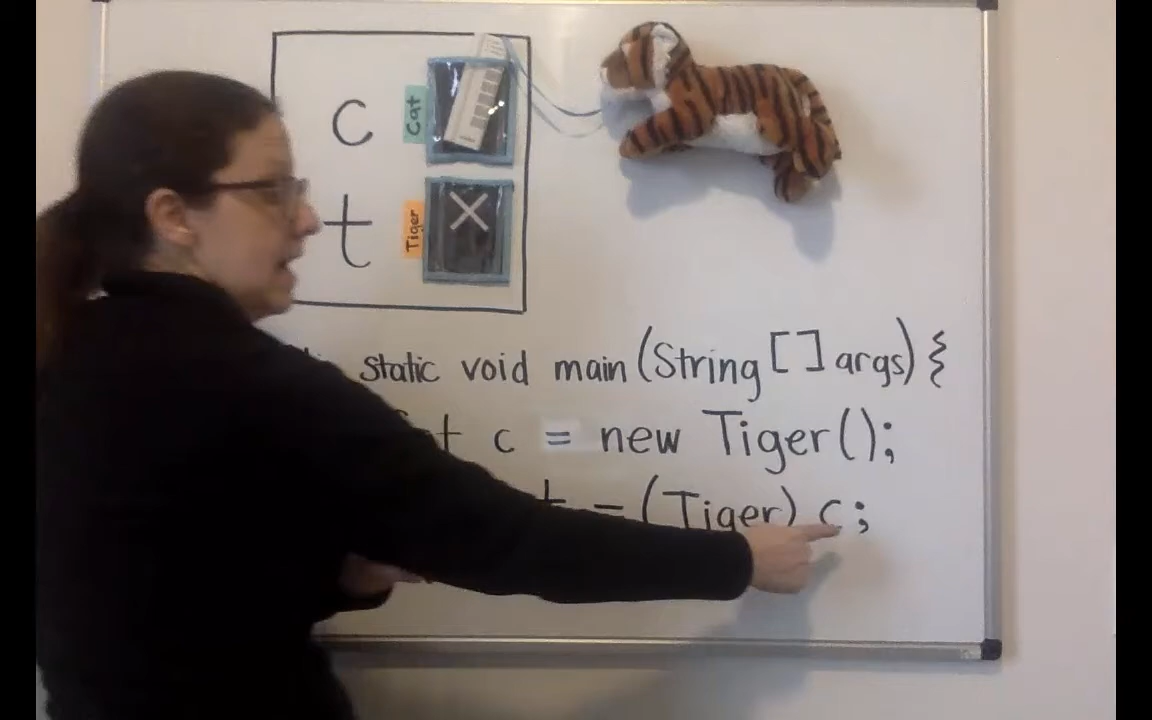 c
Cat
t
Tiger
static void main (String [] args) {
t c = new Tiger();
t = (Tiger) c;